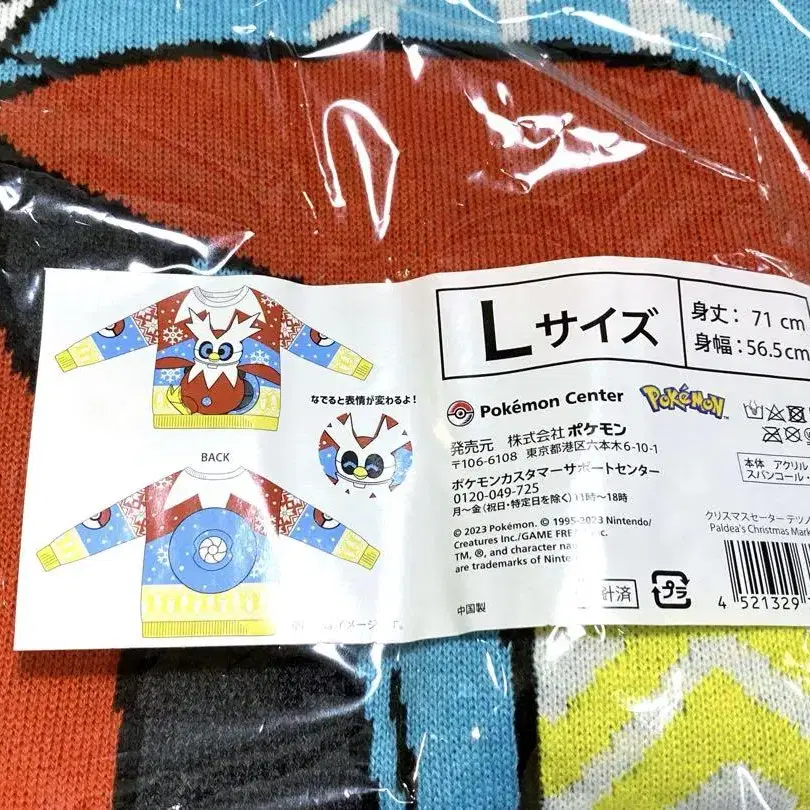 Lサイズ
身丈: 71 cm
身幅: 56.5cm
なでると表情が変わるよ!
BACK
Pokémon Center
POKéMON
TM
発売元 株式会社ポケモン
〒106-6108 東京都港区六本木6-10-1
ポケモンカスタマーサポートセンター
0120-049-725
月~金(祝日・特定日を除く)11時~18時
本体 アクリル
スパンコール・
© 2023 Pokémon. © 1995-2023 Nintendo/
Creatures Inc./GAME FREAK inc.
TM, ®, and character
are trademarks of
クリスマスセーター テツノ
Paldea's Christmas Mark
中国製
計済
プラ
4 521329
イメージ